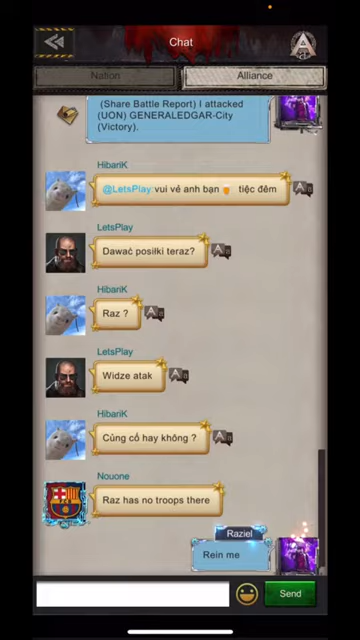 Chat
Nation
Alliance
(Share Battle Report) I attacked
(UON) GENERALEDGAR-City
(Victory).
HibariK
@LetsPlay vui vẻ anh bạn🍺 tiệc đêm
LetsPlay
Dawać posiłki teraz?
HibariK
Raz ?
LetsPlay
Widze atak
HibariK
Củng cố hay không ?
Nouone
Raz has no troops there
Raziel
Rein me
Send